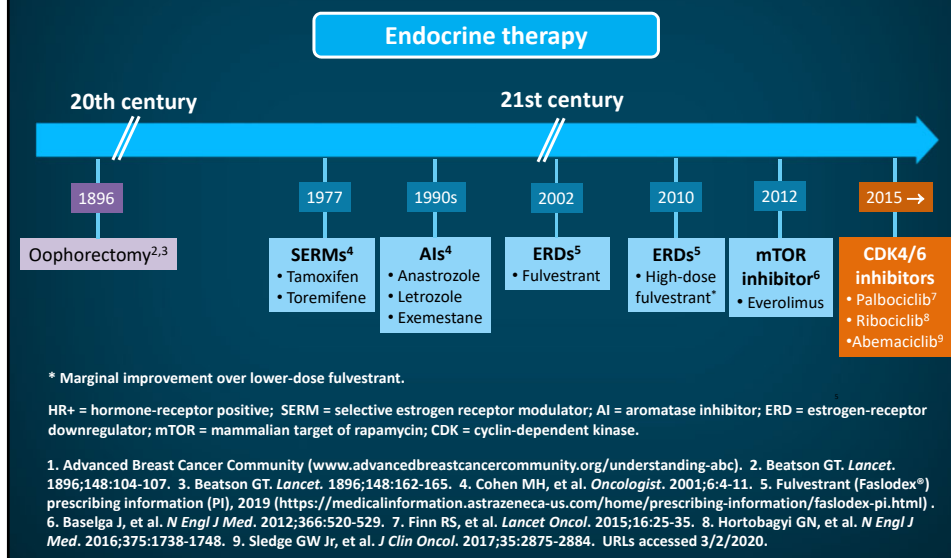 Endocrine therapy
20th century
21st century
1896
1977
1990s
2002
2010
2012
2015 →
Oophorectomy2,3
SERMs4
• Tamoxifen
• Toremifene
AIs4
• Anastrozole
• Letrozole
• Exemestane
ERDs5
• Fulvestrant
ERDs5
• High-dose
fulvestrant*
mTOR
inhibitor6
• Everolimus
CDK4/6
inhibitors
• Palbociclib7
• Ribociclib8
•Abemaciclib9
* Marginal improvement over lower-dose fulvestrant.
HR+ = hormone-receptor positive; SERM = selective estrogen receptor modulator; AI = aromatase inhibitor; ERD = estrogen-receptor
downregulator; mTOR = mammalian target of rapamycin; CDK = cyclin-dependent kinase.
1. Advanced Breast Cancer Community (www.advancedbreastcancercommunity.org/understanding-abc). 2. Beatson GT. Lancet.
1896;148:104-107. 3. Beatson GT. Lancet. 1896;148:162-165. 4. Cohen MH, et al. Oncologist. 2001;6:4-11. 5. Fulvestrant (Faslodex®)
prescribing information (PI), 2019 (https://medicalinformation.astrazeneca-us.com/home/prescribing-information/faslodex-pi.html) .
6. Baselga J, et al. N Engl J Med. 2012;366:520-529. 7. Finn RS, et al. Lancet Oncol. 2015;16:25-35. 8. Hortobagyi GN, et al. N Engl J
Med. 2016;375:1738-1748. 9. Sledge GW Jr, et al. J Clin Oncol. 2017;35:2875-2884. URLs accessed 3/2/2020.